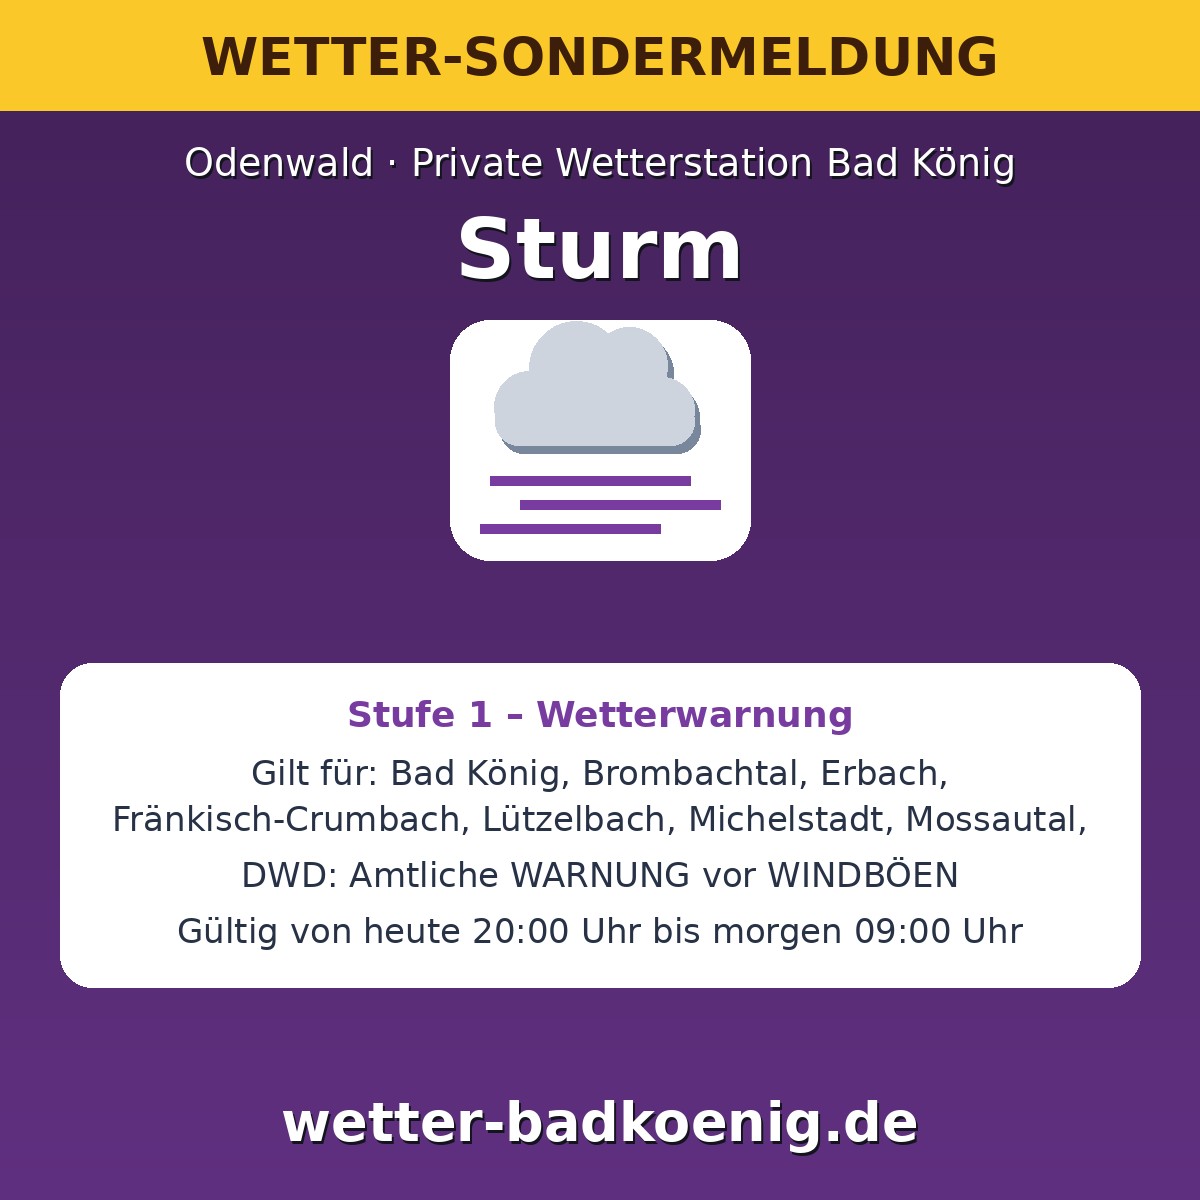 WETTER-SONDERMELDUNG
Odenwald · Private Wetterstation Bad König
Sturm
Stufe 1 – Wetterwarnung
Gilt für: Bad König, Brombachtal, Erbach,
Fränkisch-Crumbach, Lützelbach, Michelstadt, Mossautal,
DWD: Amtliche WARNUNG vor WINDBÖEN
Gültig von heute 20:00 Uhr bis morgen 09:00 Uhr
wetter-badkoenig.de